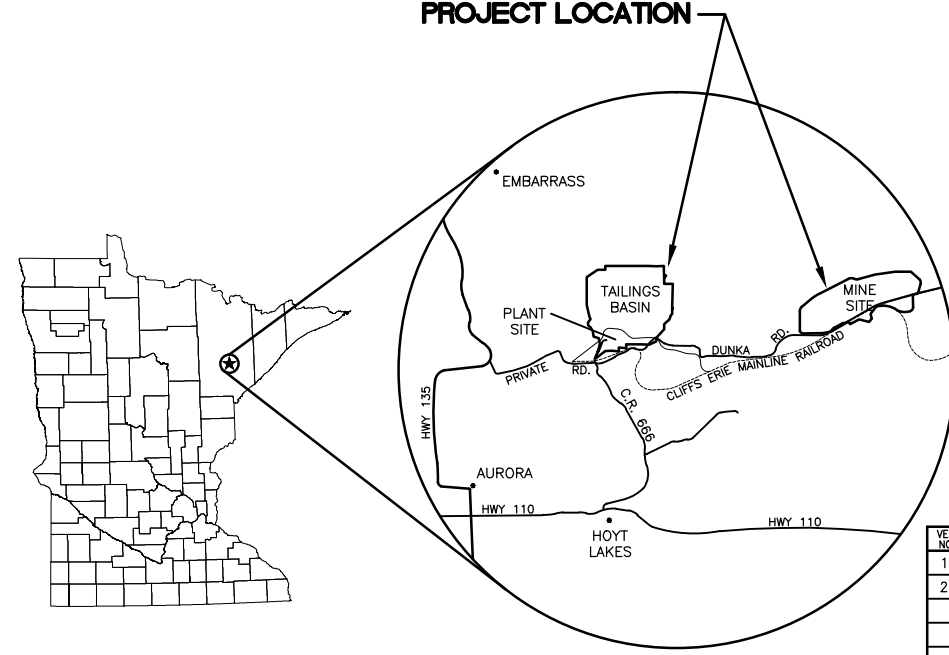 PROJECT LOCATION
EMBARRASS
TAILINGS
BASIN
MINE
SITE
PLANT
SITE
DUNKA
RD.
PRIVATE
RD.
CLIFFS ERIE MAINLINE RAILROAD
HWY 135
C.R. 666
AURORA
HWY 110
HWY 110
HOYT
LAKES
1
2